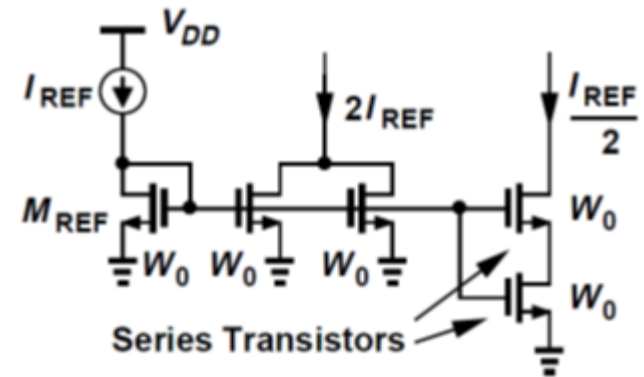 V_DD
I_REF
2I_REF
I_REF / 2
M_REF
W_0 W_0 W_0
W_0
W_0
Series Transistors